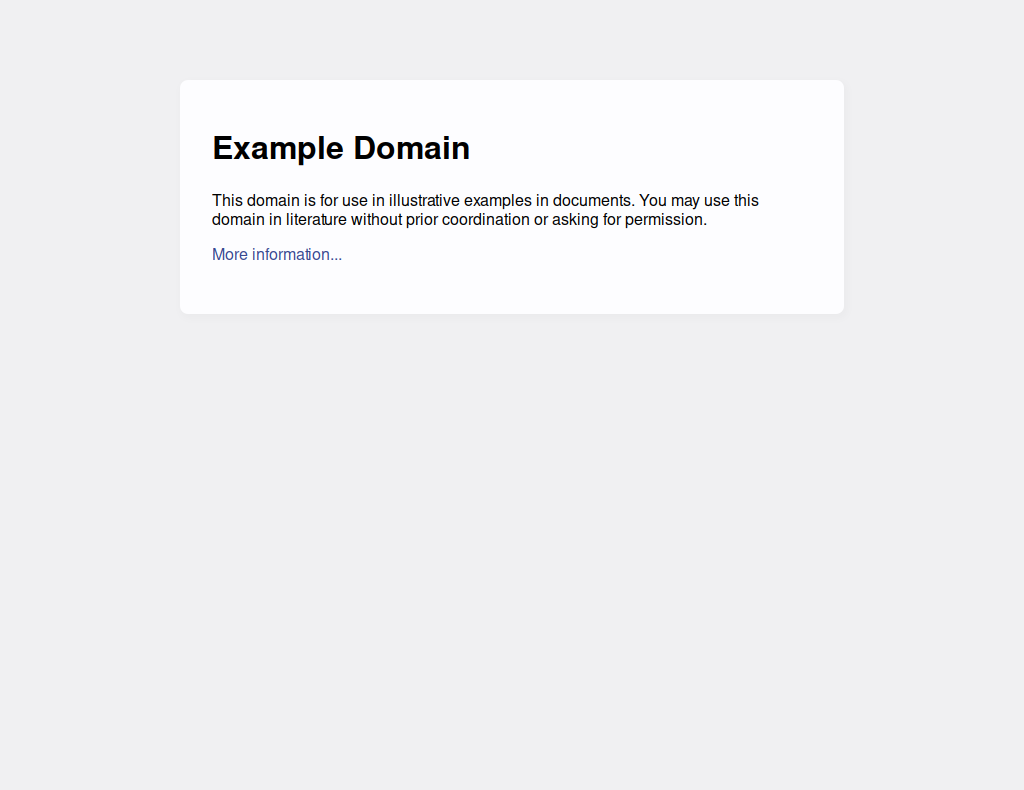 Example Domain
This domain is for use in illustrative examples in documents. You may use this
domain in literature without prior coordination or asking for permission.
More information...